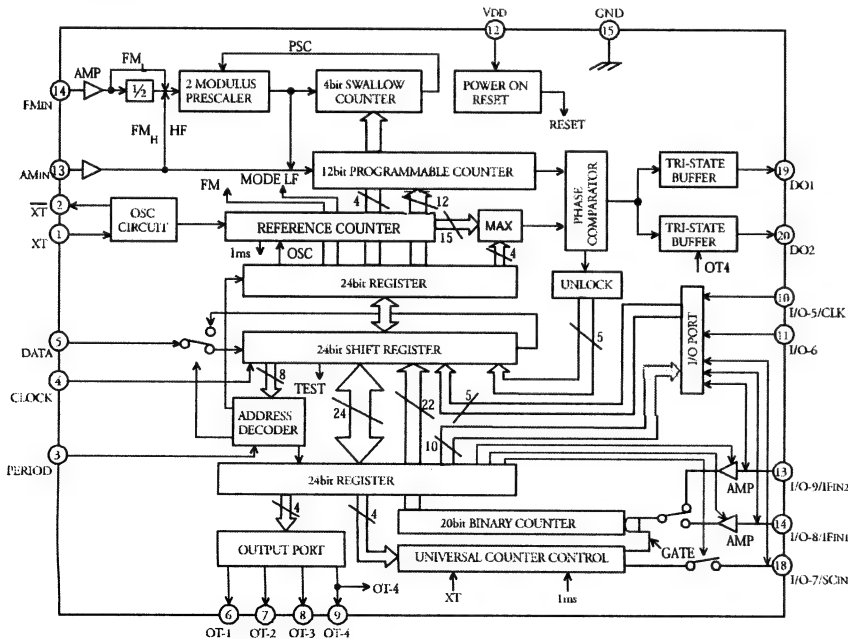 VDD
GND
12
15
PSC
FM L
AMP
1/2
2 MODULUS
PRESCALER
4bit SWALLOW
COUNTER
POWER ON
RESET
RESET
14
FMIN
FM H
HF
13
AMIN
12bit PROGRAMMABLE COUNTER
PHASE COMPARATOR
TRI-STATE
BUFFER
19
DO1
FM
MODE LF
4
12
2
XT
OSC
CIRCUIT
REFERENCE COUNTER
15
MAX
TRI-STATE
BUFFER
20
DO2
1
XT
1ms
OSC
4
OT4
24bit REGISTER
UNLOCK
10
I/O-5/CLK
5
DATA
24bit SHIFT REGISTER
5
I/O PORT
11
I/O-6
4
CLOCK
8
TEST
24
22
5
ADDRESS
DECODER
10
3
PERIOD
24bit REGISTER
AMP
13
I/O-9/IFIN2
4
4
20bit BINARY COUNTER
AMP
14
I/O-8/IFIN1
OUTPUT PORT
UNIVERSAL COUNTER CONTROL
GATE
18
I/O-7/SCIN
OT-4
XT
1ms
6
7
8
9
OT-1
OT-2
OT-3
OT-4